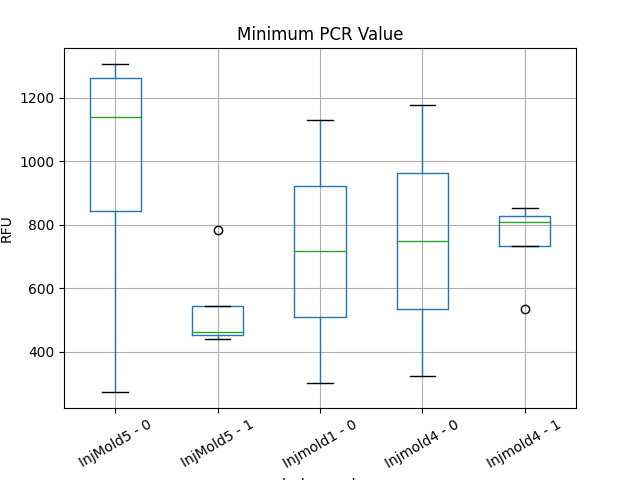 Minimum PCR Value
1200
1000
800
600
400
RFU
InjMold5 - 0
InjMold5 - 1
Injmold1 - 0
Injmold4 - 0
Injmold4 - 1